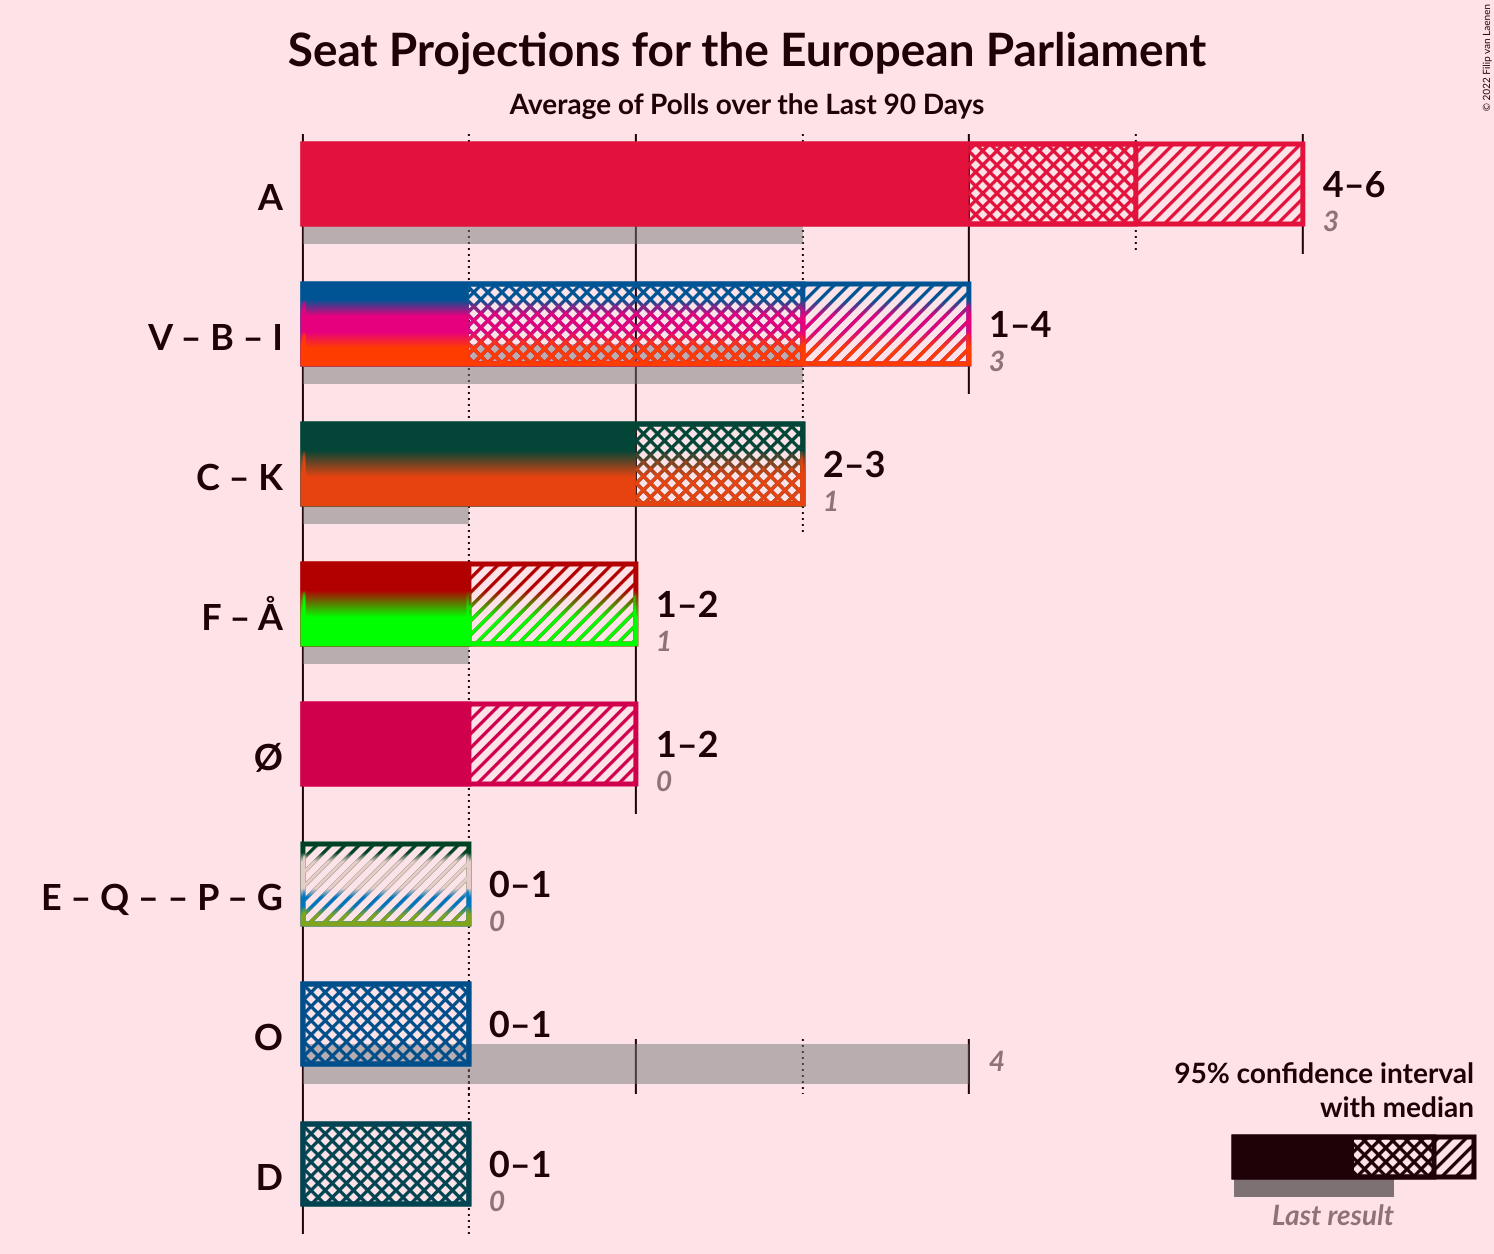 Seat Projections for the European Parliament
Average of Polls over the Last 90 Days
© 2022 Filip van Laenen
A
4–6
3
V – B – I
1–4
3
C – K
2–3
1
F – Å
1–2
1
Ø
1–2
0
E – Q – – P – G
0–1
0
O
0–1
4
D
0–1
0
95% confidence interval
with median
Last result